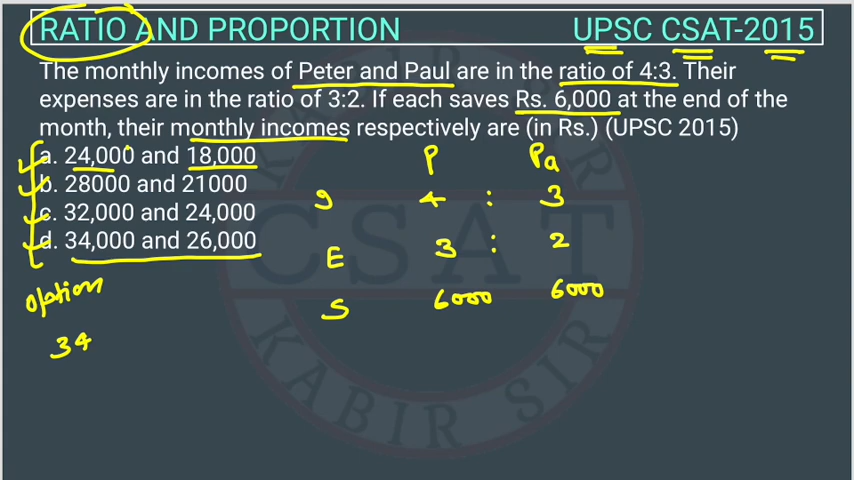 RATIO AND PROPORTION UPSC CSAT-2015
The monthly incomes of Peter and Paul are in the ratio of 4:3. Their
expenses are in the ratio of 3:2. If each saves Rs. 6,000 at the end of the
month, their monthly incomes respectively are (in Rs.) (UPSC 2015)
a. 24,000 and 18,000
b. 28000 and 21000
c. 32,000 and 24,000
d. 34,000 and 26,000
P Pa
I 4 : 3
E 3 : 2
S 6000 6000
option
34
CSAT
KABIR SIR